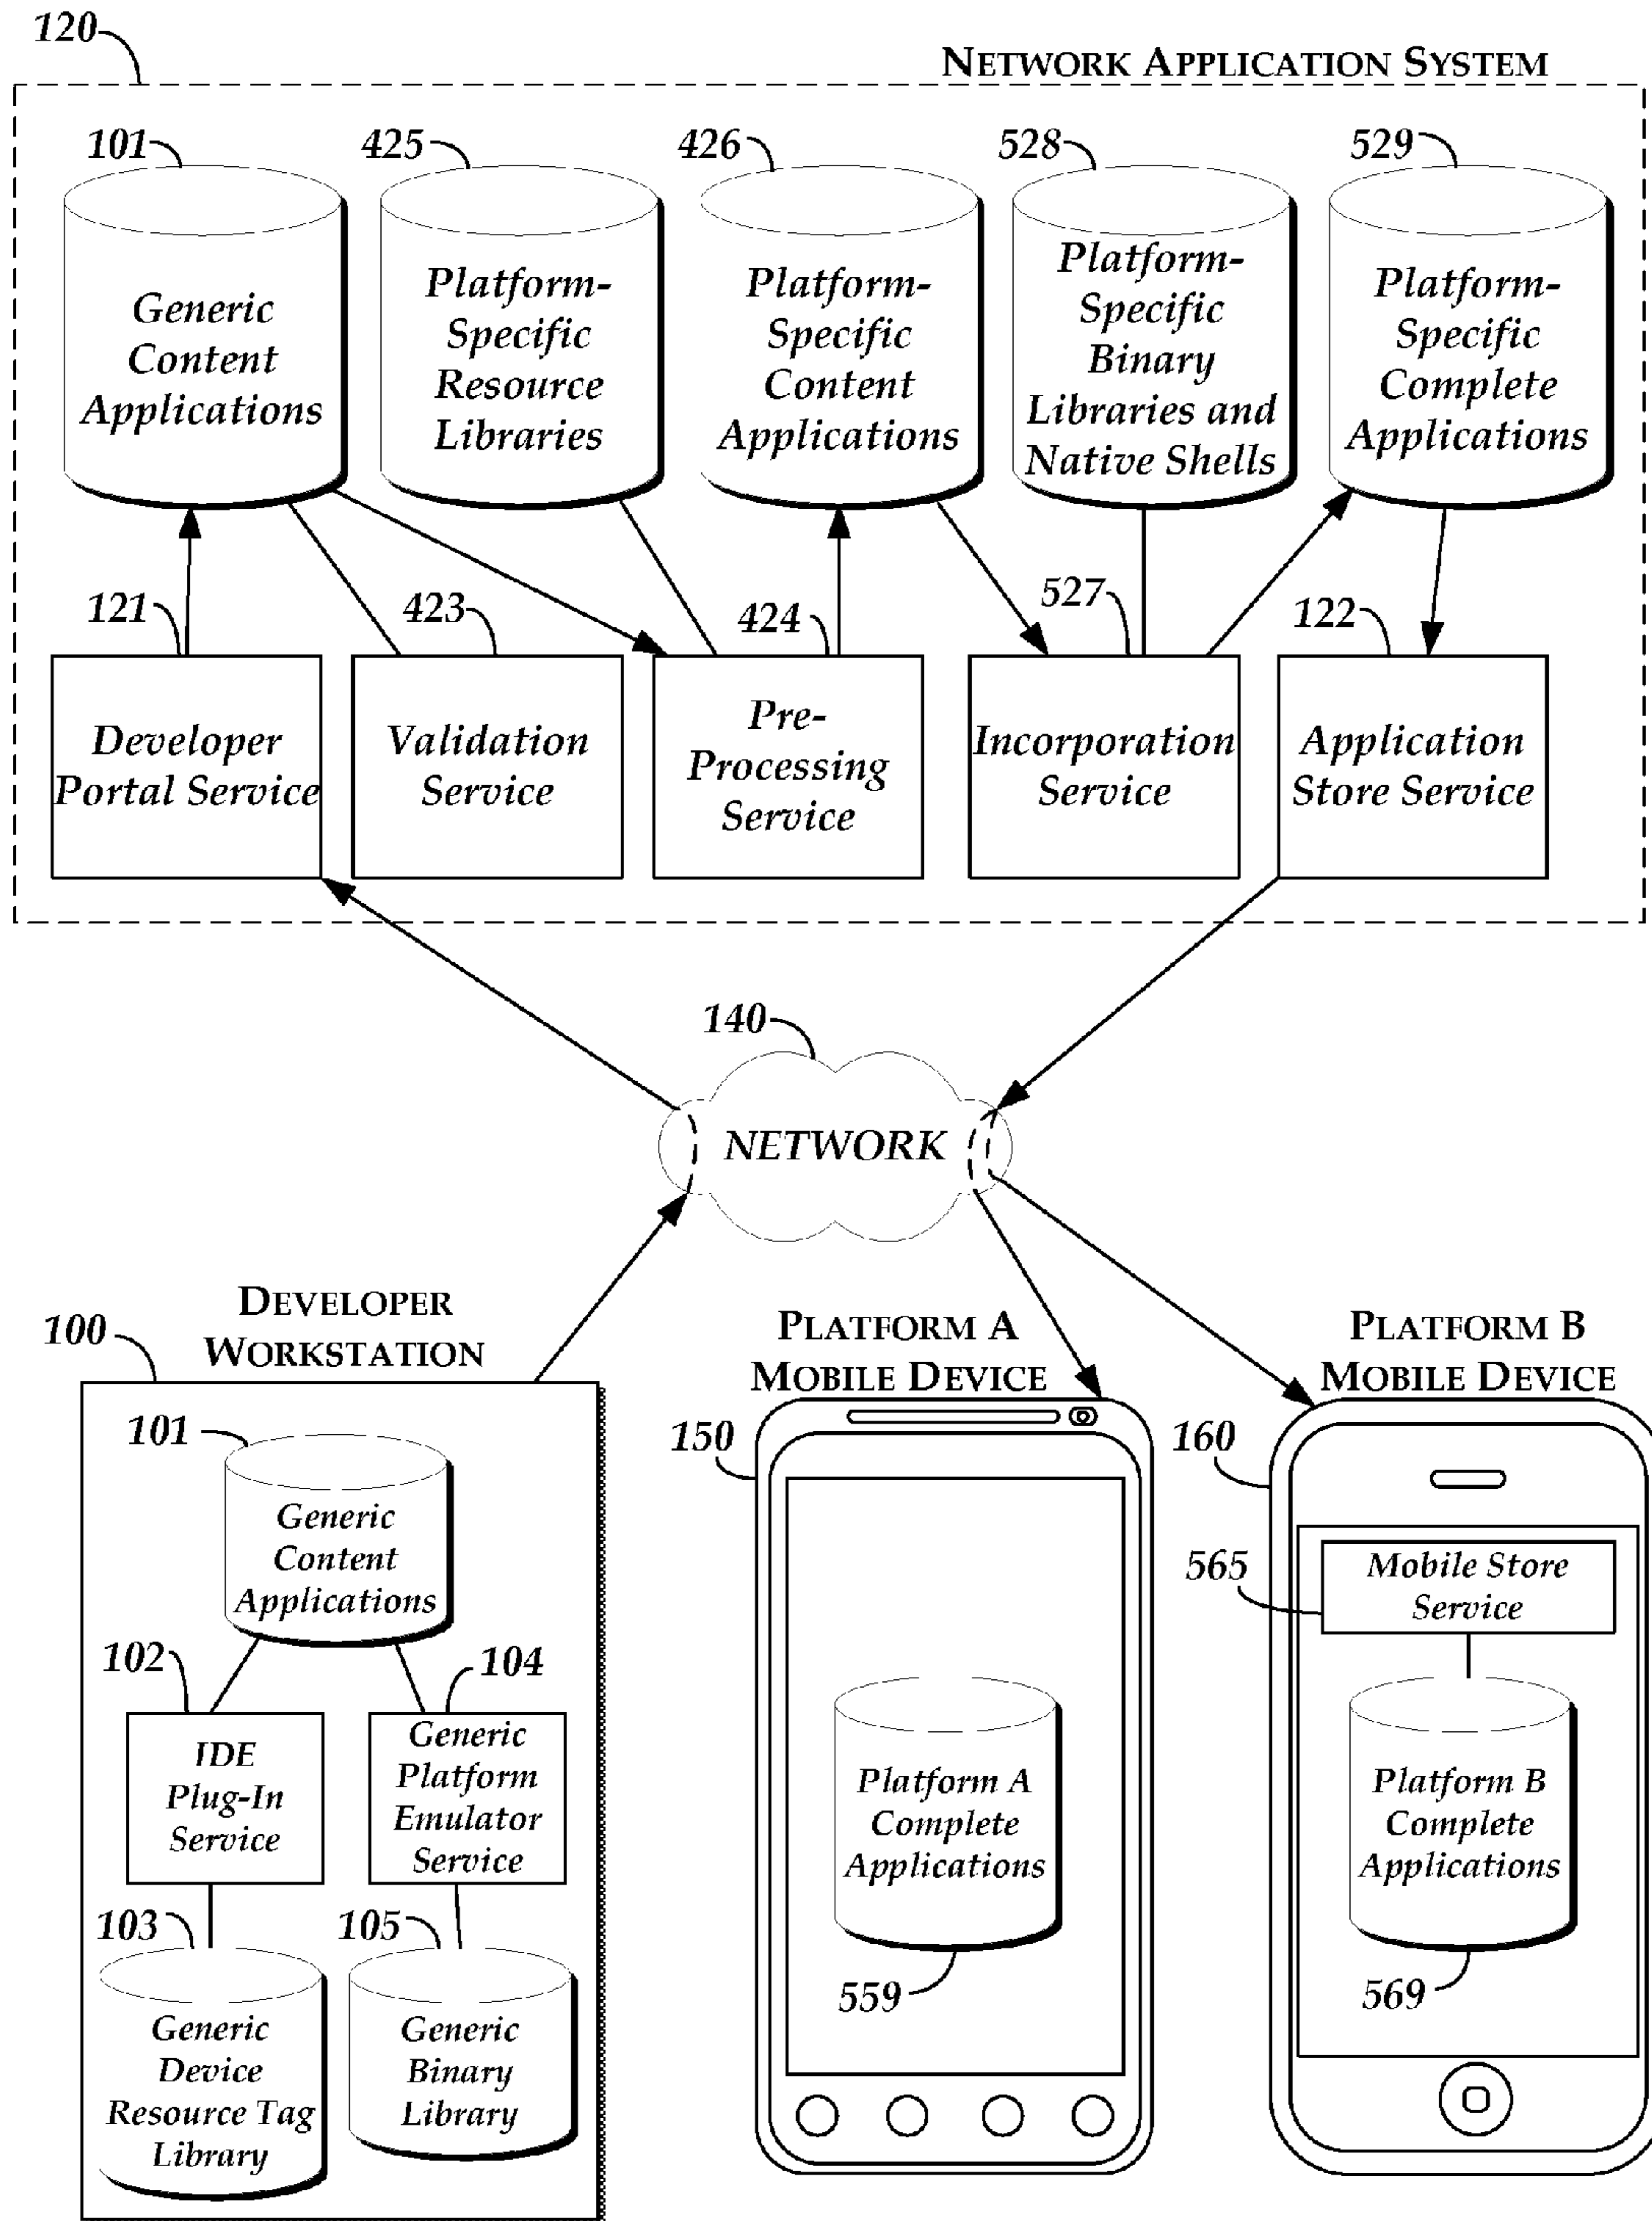 120
NETWORK APPLICATION SYSTEM
101
425
426
528
529
Generic
Content
Applications
Platform-
Specific
Resource
Libraries
Platform-
Specific
Content
Applications
Platform-
Specific
Binary
Libraries and
Native Shells
Platform-
Specific
Complete
Applications
121
423
424
527
122
Developer
Portal Service
Validation
Service
Pre-
Processing
Service
Incorporation
Service
Application
Store Service
140
NETWORK
100
DEVELOPER
WORKSTATION
101
Generic
Content
Applications
102
104
IDE
Plug-In
Service
Generic
Platform
Emulator
Service
103
105
Generic
Device
Resource Tag
Library
Generic
Binary
Library
PLATFORM A
MOBILE DEVICE
150
Platform A
Complete
Applications
559
PLATFORM B
MOBILE DEVICE
160
565
Mobile Store
Service
Platform B
Complete
Applications
569